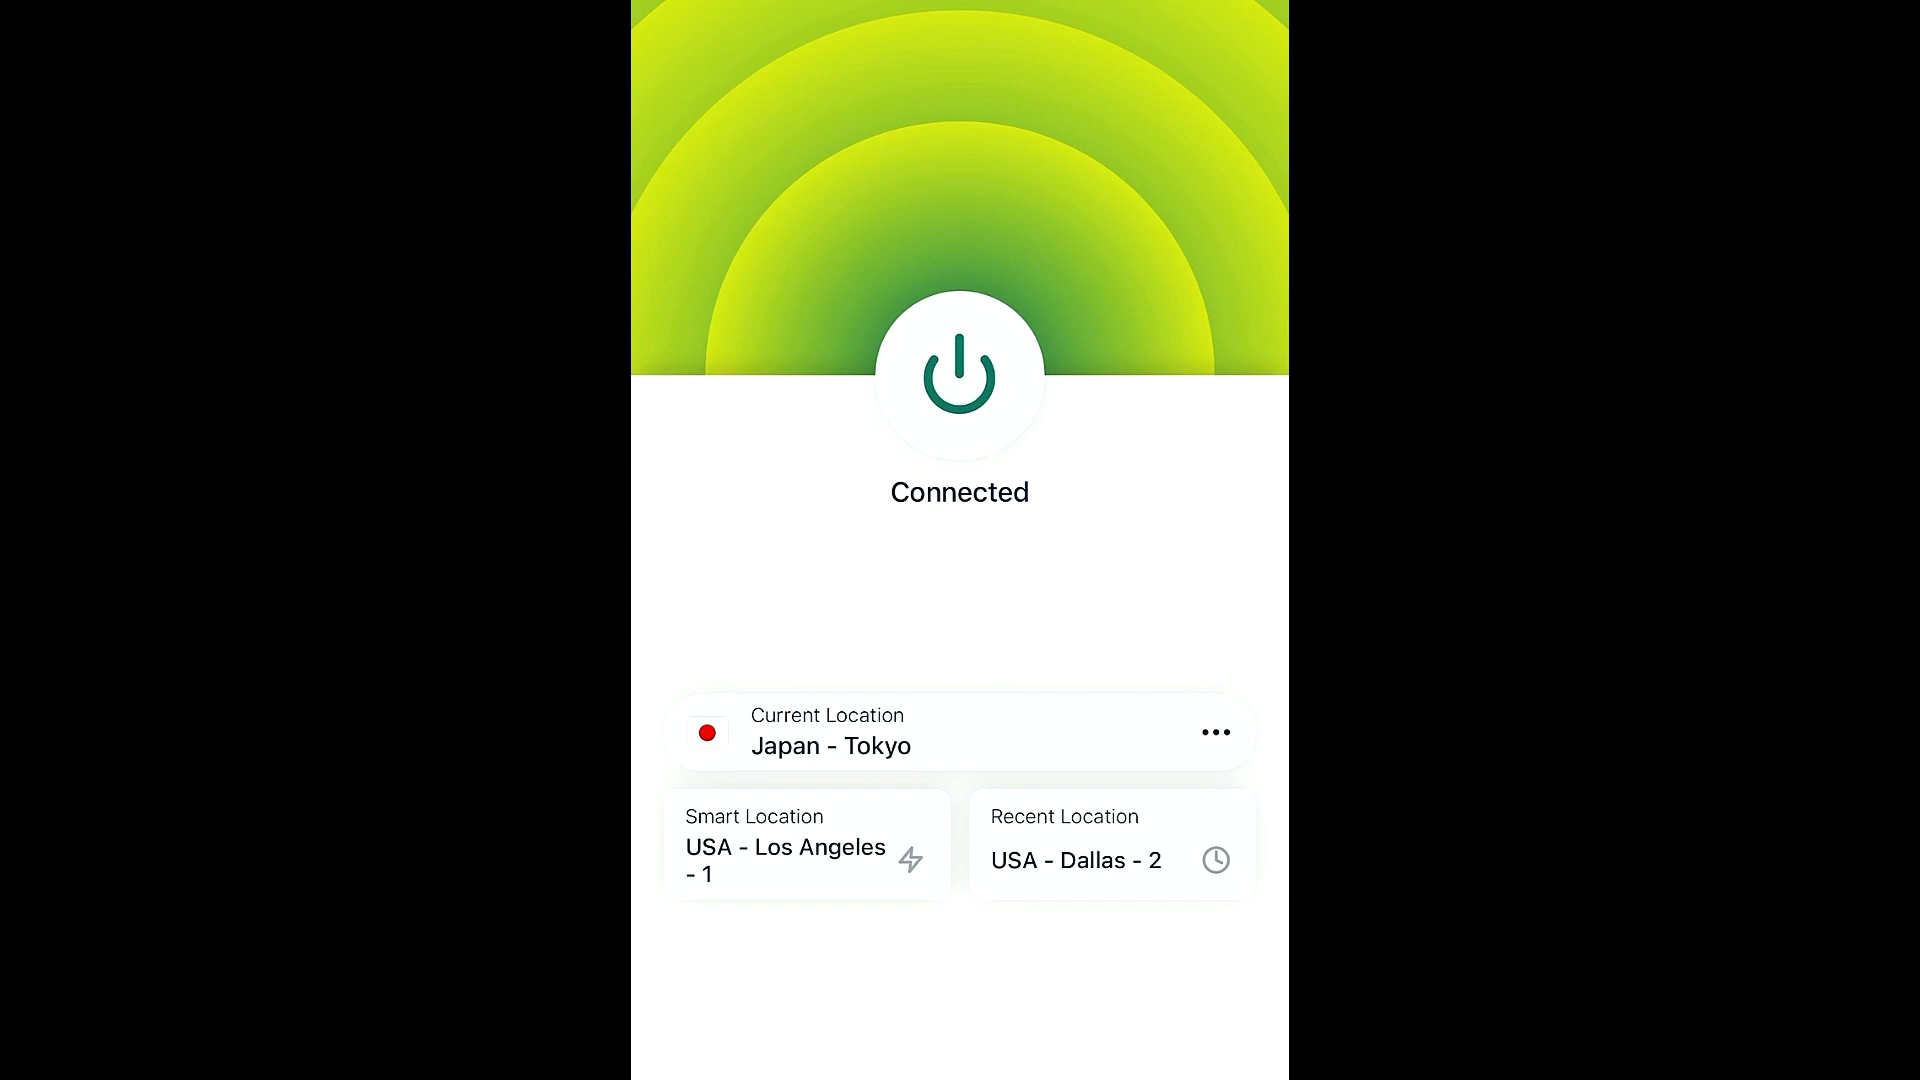 Connected
Current Location
Japan - Tokyo
Smart Location
USA - Los Angeles
- 1
Recent Location
USA - Dallas - 2